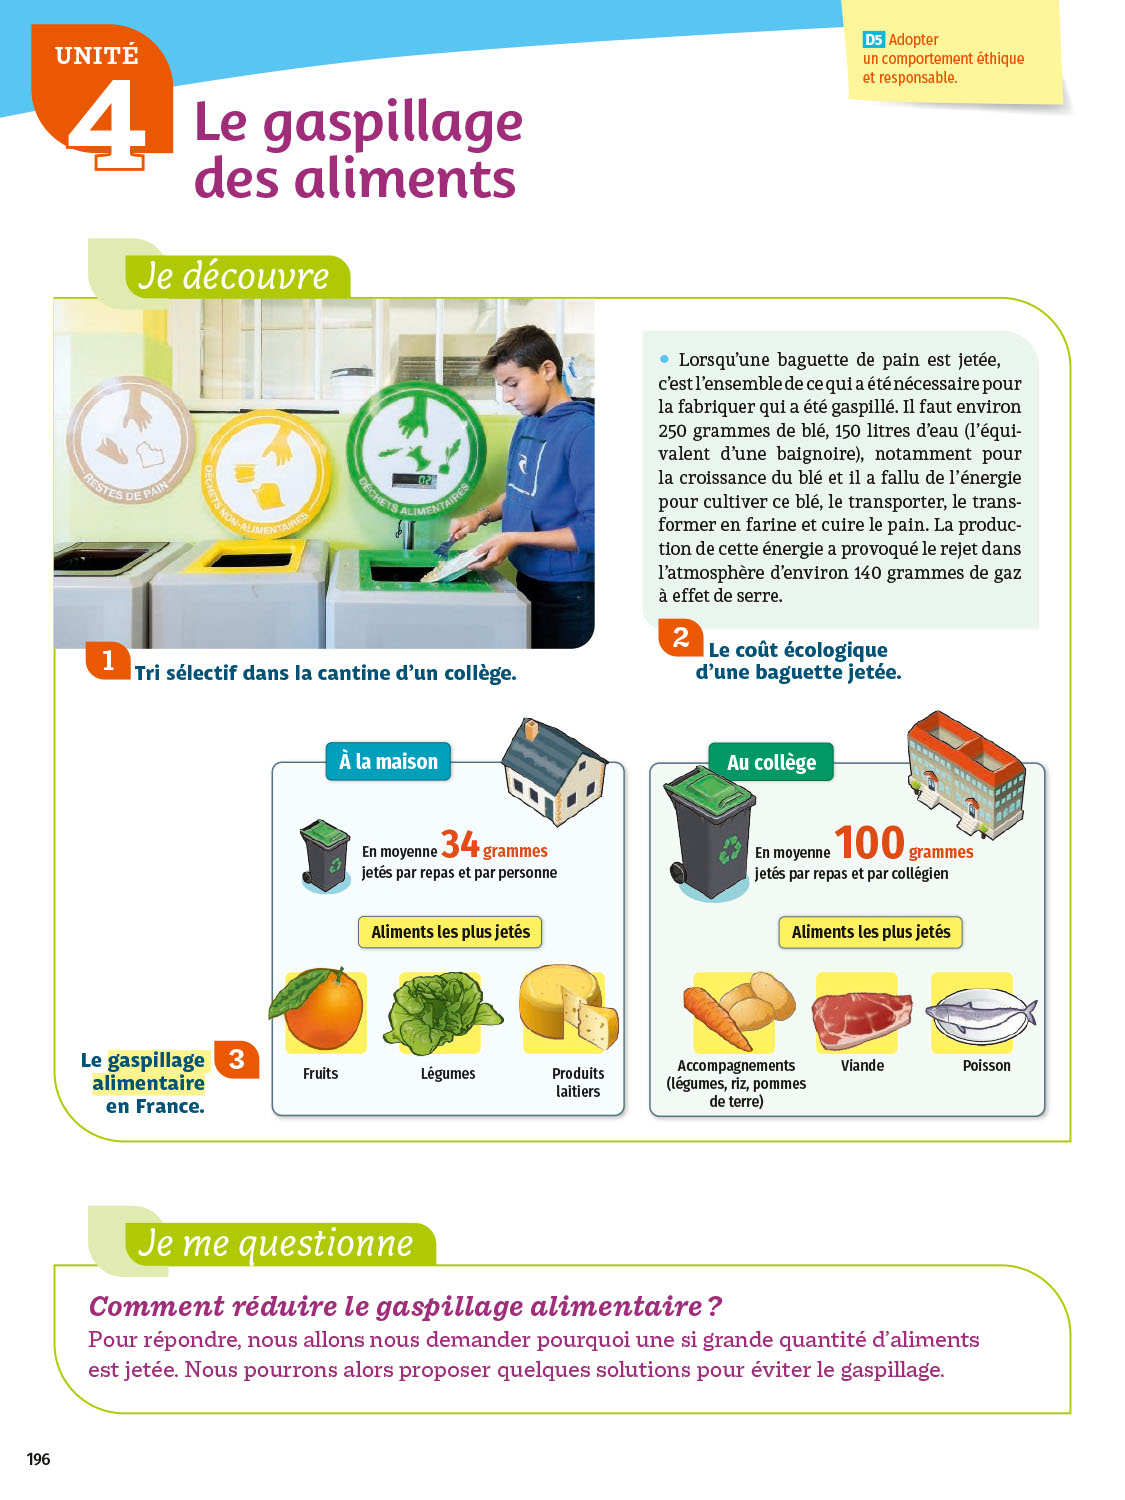 UNITÉ
4
Le gaspillage
des aliments
D5 Adopter
un comportement éthique
et responsable.
Je découvre
RESTES DE PAIN
DÉCHETS NON-ALIMENTAIRES
DÉCHETS ALIMENTAIRES
1 Tri sélectif dans la cantine d'un collège.
• Lorsqu'une baguette de pain est jetée,
c'est l'ensemble de ce qui a été nécessaire pour
la fabriquer qui a été gaspillé. Il faut environ
250 grammes de blé, 150 litres d'eau (l'équi-
valent d'une baignoire), notamment pour
la croissance du blé et il a fallu de l'énergie
pour cultiver ce blé, le transporter, le trans-
former en farine et cuire le pain. La produc-
tion de cette énergie a provoqué le rejet dans
l'atmosphère d'environ 140 grammes de gaz
à effet de serre.
2 Le coût écologique
d'une baguette jetée.
À la maison
En moyenne 34 grammes
jetés par repas et par personne
Aliments les plus jetés
Fruits
Légumes
Produits
laitiers
Au collège
En moyenne 100 grammes
jetés par repas et par collégien
Aliments les plus jetés
Accompagnements
(légumes, riz, pommes
de terre)
Viande
Poisson
Le gaspillage 3
alimentaire
en France.
Je me questionne
Comment réduire le gaspillage alimentaire ?
Pour répondre, nous allons nous demander pourquoi une si grande quantité d'aliments
est jetée. Nous pourrons alors proposer quelques solutions pour éviter le gaspillage.
196